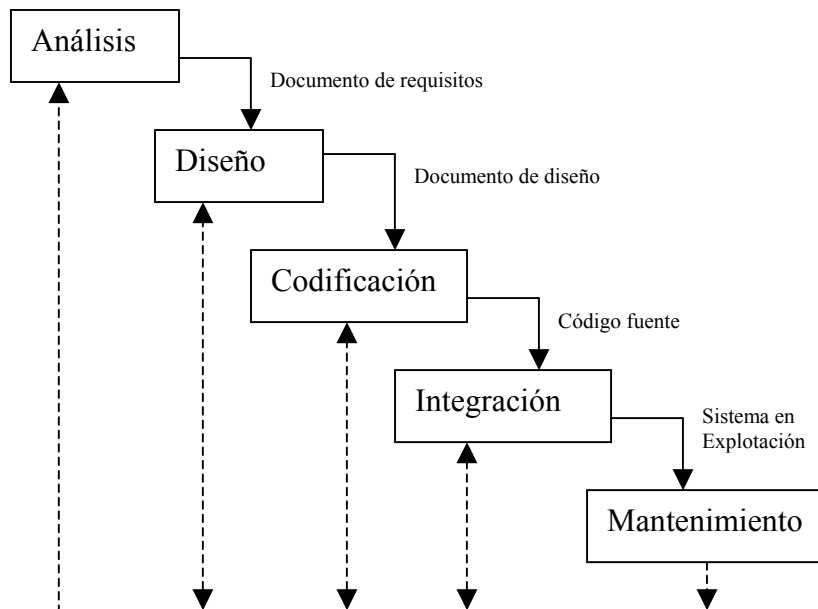 Análisis
Documento de requisitos
Diseño
Documento de diseño
Codificación
Código fuente
Integración
Sistema en
Explotación
Mantenimiento